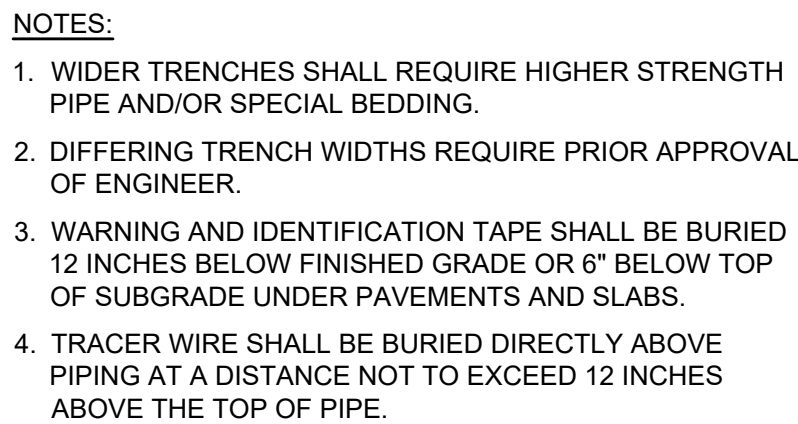 NOTES:
1. WIDER TRENCHES SHALL REQUIRE HIGHER STRENGTH
PIPE AND/OR SPECIAL BEDDING.
2. DIFFERING TRENCH WIDTHS REQUIRE PRIOR APPROVAL
OF ENGINEER.
3. WARNING AND IDENTIFICATION TAPE SHALL BE BURIED
12 INCHES BELOW FINISHED GRADE OR 6" BELOW TOP
OF SUBGRADE UNDER PAVEMENTS AND SLABS.
4. TRACER WIRE SHALL BE BURIED DIRECTLY ABOVE
PIPING AT A DISTANCE NOT TO EXCEED 12 INCHES
ABOVE THE TOP OF PIPE.